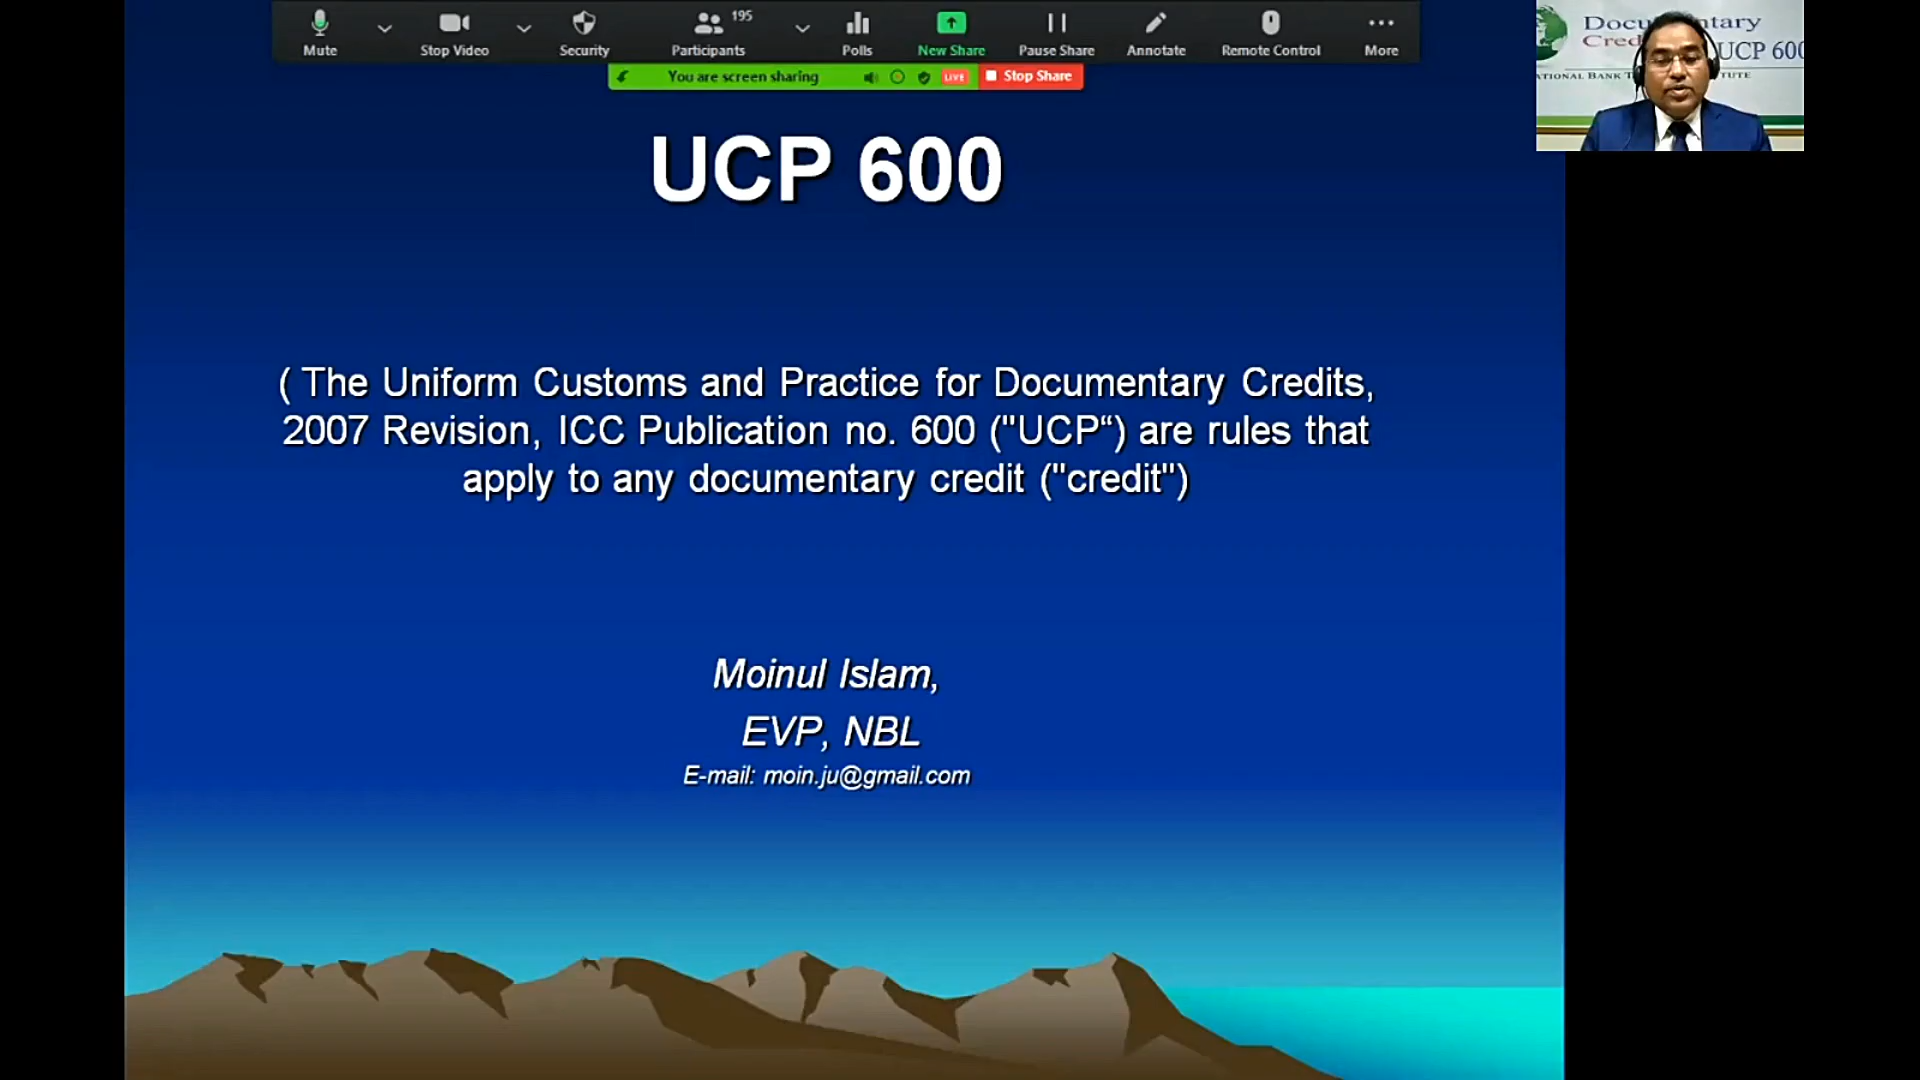 Mute
Stop Video
Security
195
Participants
Polls
New Share
Pause Share
Annotate
Remote Control
More
You are screen sharing
LIVE
Stop Share
UCP 600
( The Uniform Customs and Practice for Documentary Credits,
2007 Revision, ICC Publication no. 600 ("UCP“) are rules that
apply to any documentary credit ("credit")
Moinul Islam,
EVP, NBL
E-mail: moin.ju@gmail.com
UCP 600